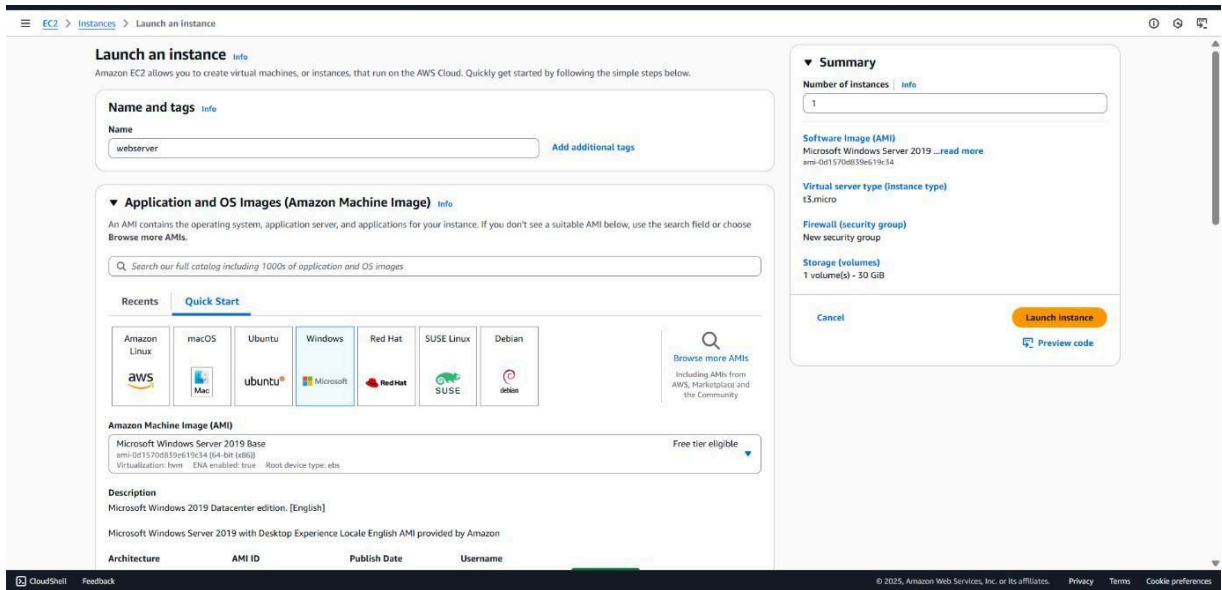 EC2 > Instances > Launch an instance
Launch an instance Info
Amazon EC2 allows you to create virtual machines, or instances, that run on the AWS Cloud. Quickly get started by following the simple steps below.
Name and tags Info
Name
webserver
Add additional tags
Application and OS Images (Amazon Machine Image) Info
An AMI contains the operating system, application server, and applications for your instance. If you don't see a suitable AMI below, use the search field or choose
Browse more AMIs.
Search our full catalog including 1000s of application and OS images
Recents Quick Start
Amazon Linux
aws
macOS
Mac
Ubuntu
ubuntu
Windows
Microsoft
Red Hat
Red Hat
SUSE Linux
SUSE
Debian
debian
Browse more AMIs
Including AMIs from
AWS, Marketplace and
the Community
Amazon Machine Image (AMI)
Microsoft Windows Server 2019 Base
Free tier eligible
ami-0d1570d839e619c34 (64-bit (x86))
Virtualization: hvm ENA enabled: true Root device type: ebs
Description
Microsoft Windows 2019 Datacenter edition. [English]
Microsoft Windows Server 2019 with Desktop Experience Locale English AMI provided by Amazon
Architecture AMI ID Publish Date Username
Summary
Number of instances Info
1
Software Image (AMI)
Microsoft Windows Server 2019 ...read more
ami-0d1570d839e619c34
Virtual server type (instance type)
t3.micro
Firewall (security group)
New security group
Storage (volumes)
1 volume(s) - 30 GiB
Cancel
Launch instance
Preview code
CloudShell Feedback
© 2025, Amazon Web Services, Inc. or its affiliates. Privacy Terms Cookie preferences